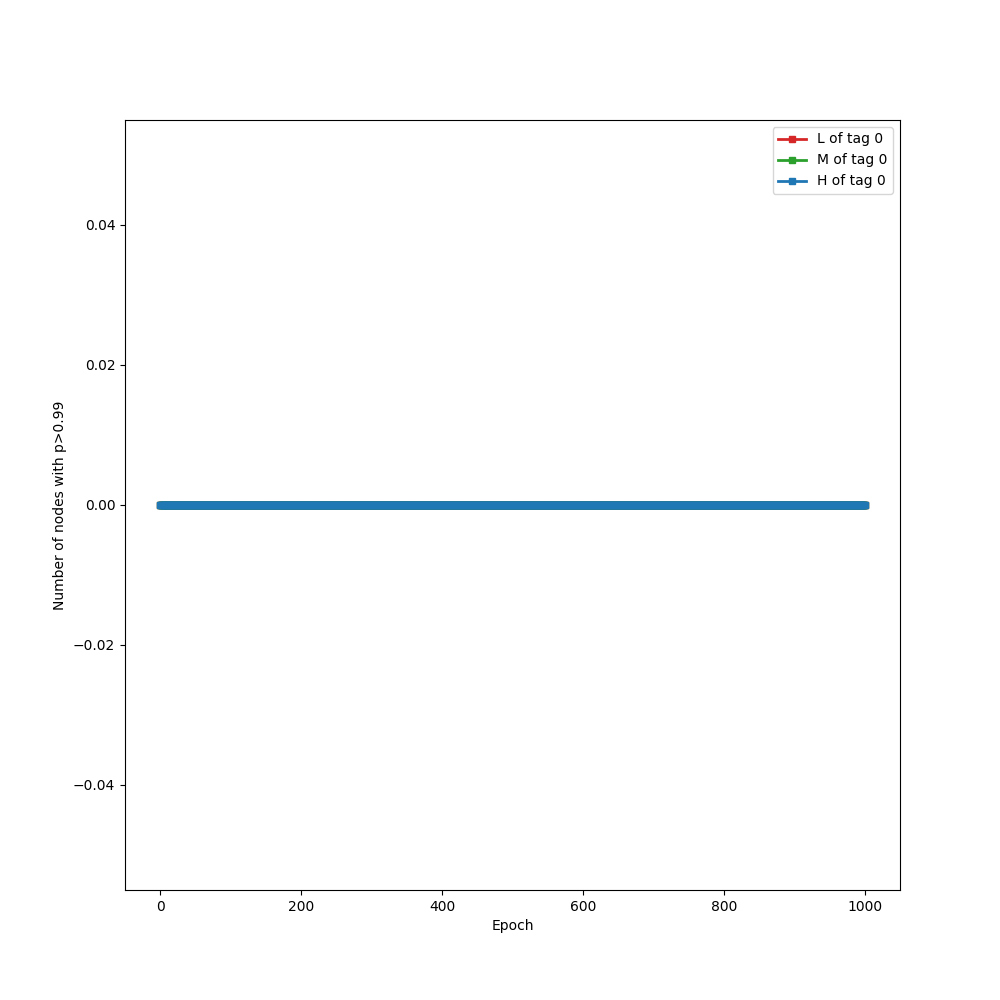 L of tag 0
M of tag 0
H of tag 0
0.04
0.02
0.00
−0.02
−0.04
Number of nodes with p>0.99
0 200 400 600 800 1000
Epoch